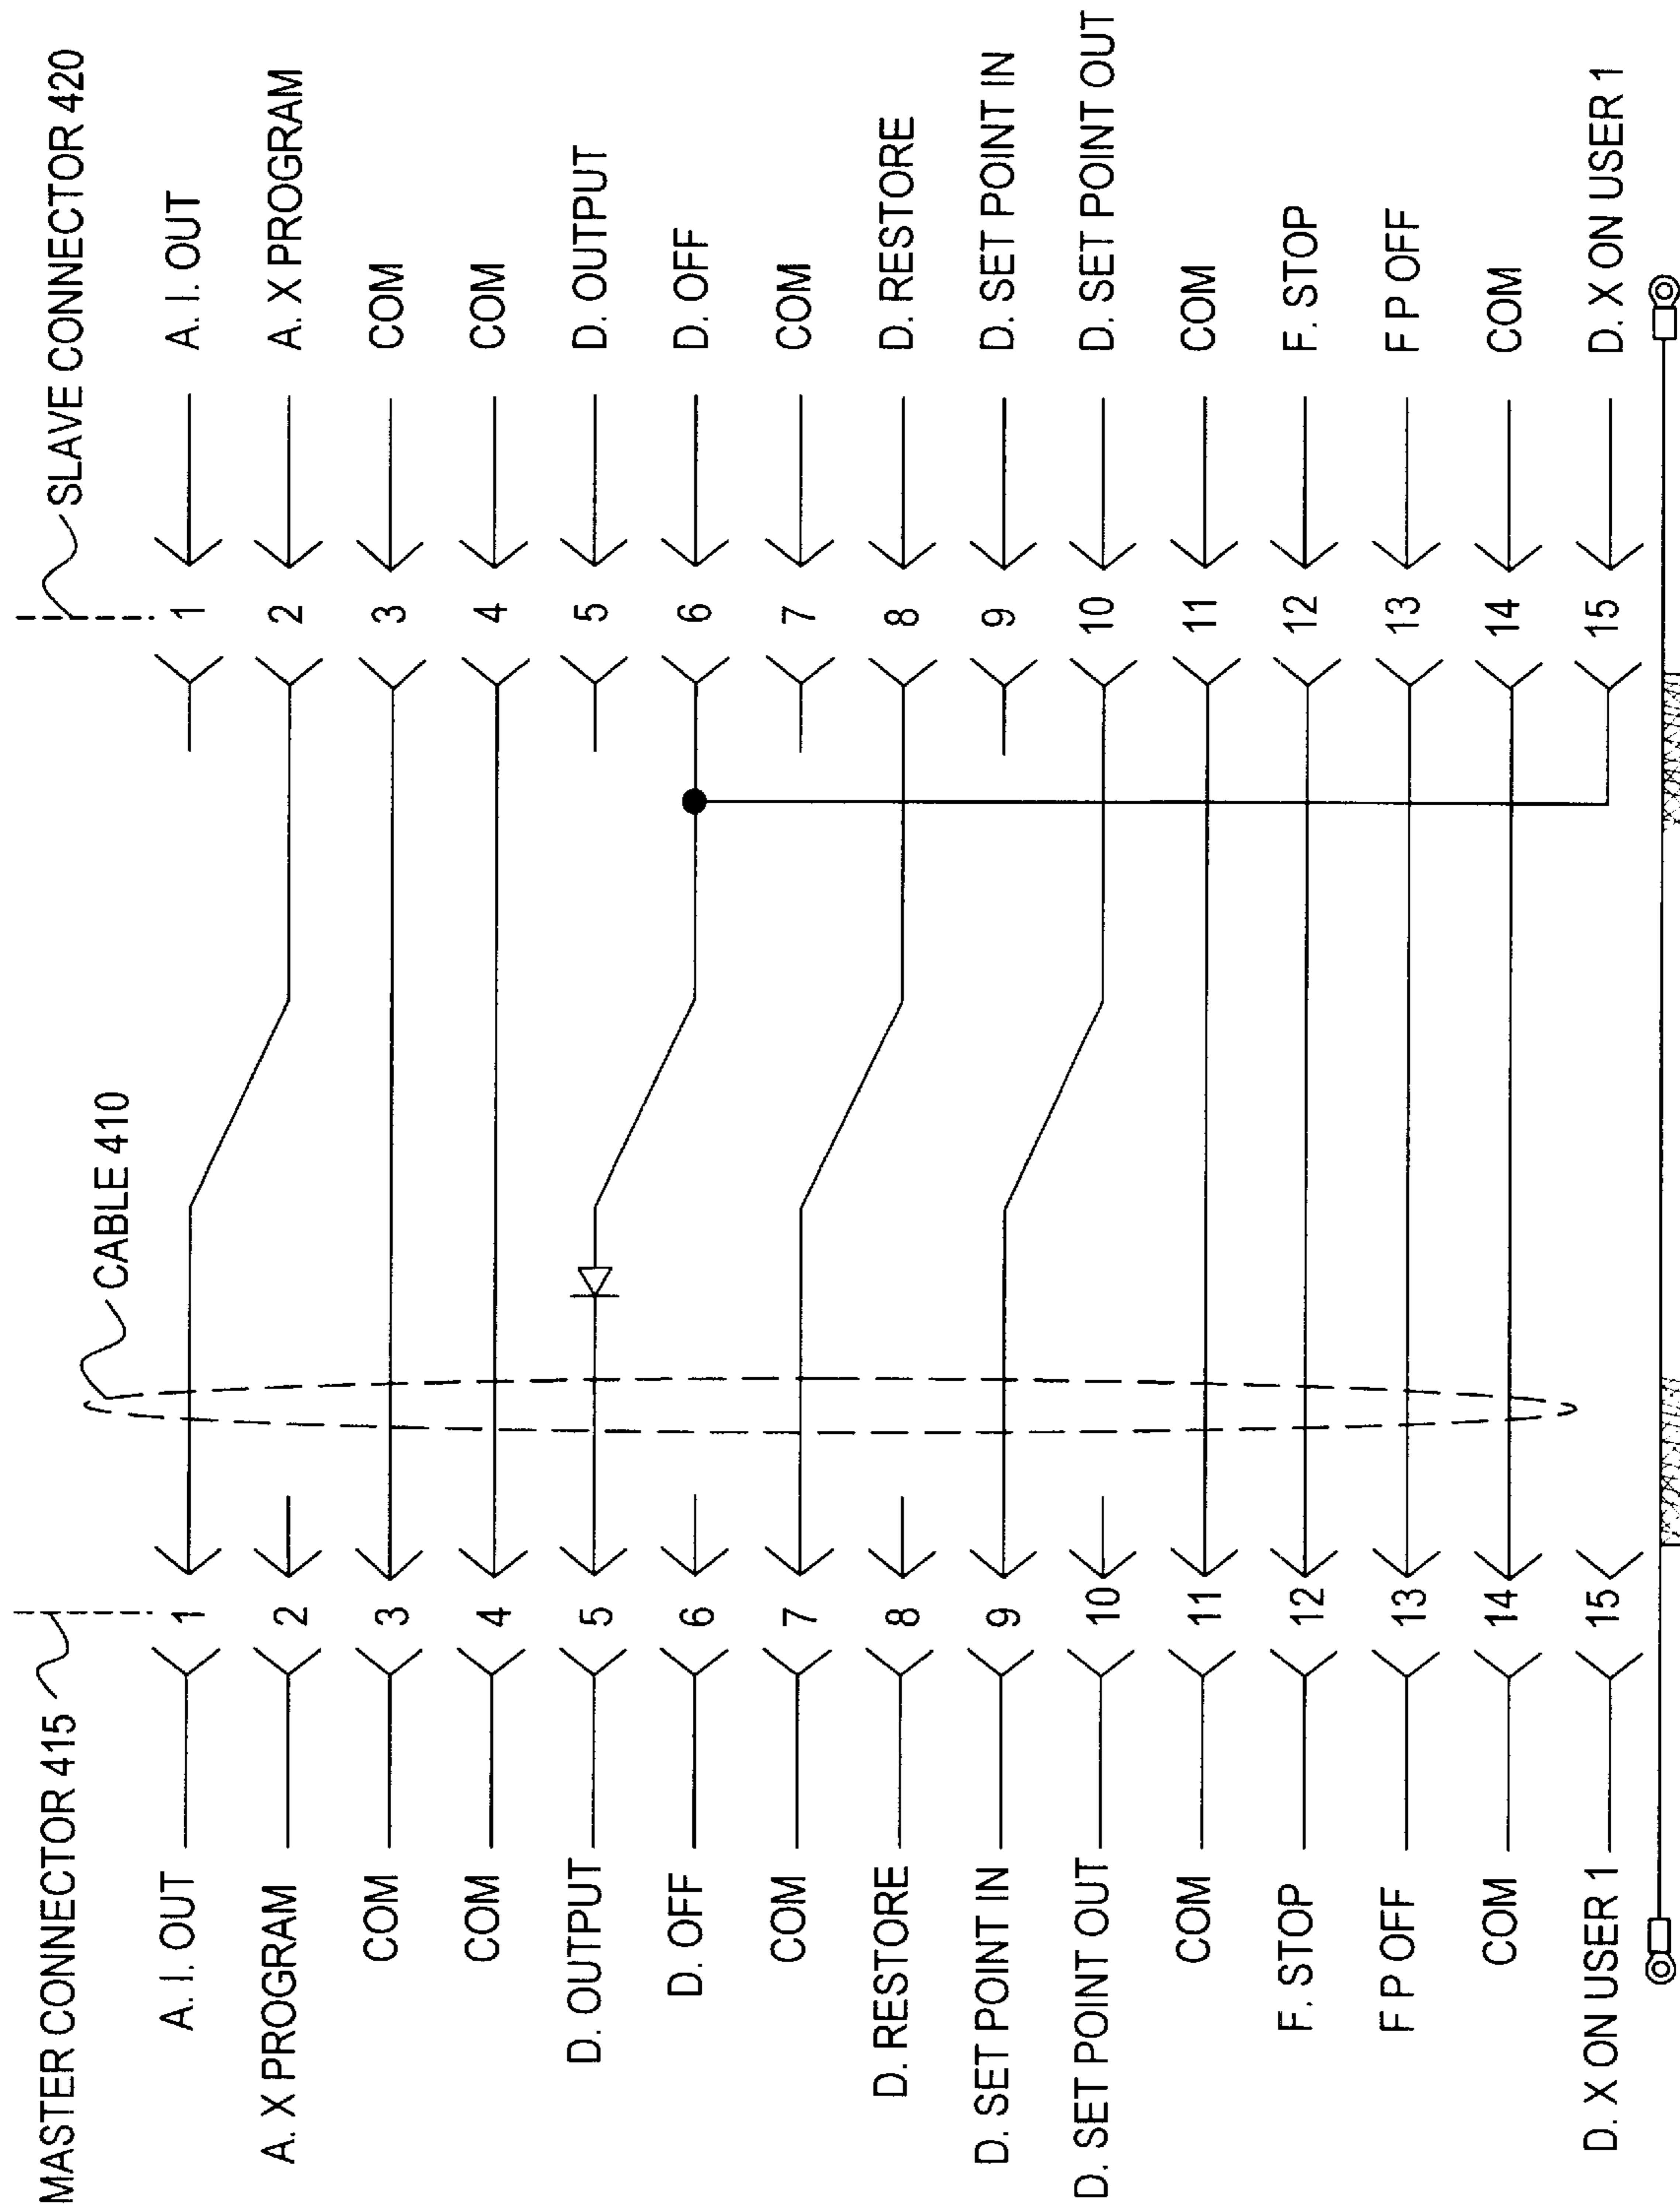 MASTER CONNECTOR 415
CABLE 410
SLAVE CONNECTOR 420
A. I. OUT 1 1 A. I. OUT
A. X PROGRAM 2 2 A. X PROGRAM
COM 3 3 COM
COM 4 4 COM
D. OUTPUT 5 5 D. OUTPUT
D. OFF 6 6 D. OFF
COM 7 7 COM
D. RESTORE 8 8 D. RESTORE
D. SET POINT IN 9 9 D. SET POINT IN
D. SET POINT OUT 10 10 D. SET POINT OUT
COM 11 11 COM
F. STOP 12 12 F. STOP
F P OFF 13 13 F P OFF
COM 14 14 COM
D. X ON USER 1 15 15 D. X ON USER 1